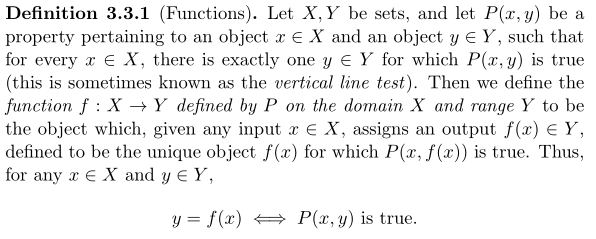 Definition 3.3.1 (Functions). Let X, Y be sets, and let P(x, y) be a
property pertaining to an object x ∈ X and an object y ∈ Y, such that
for every x ∈ X, there is exactly one y ∈ Y for which P(x, y) is true
(this is sometimes known as the vertical line test). Then we define the
function f : X → Y defined by P on the domain X and range Y to be
the object which, given any input x ∈ X, assigns an output f(x) ∈ Y,
defined to be the unique object f(x) for which P(x, f(x)) is true. Thus,
for any x ∈ X and y ∈ Y,
y = f(x) ⟺ P(x, y) is true.